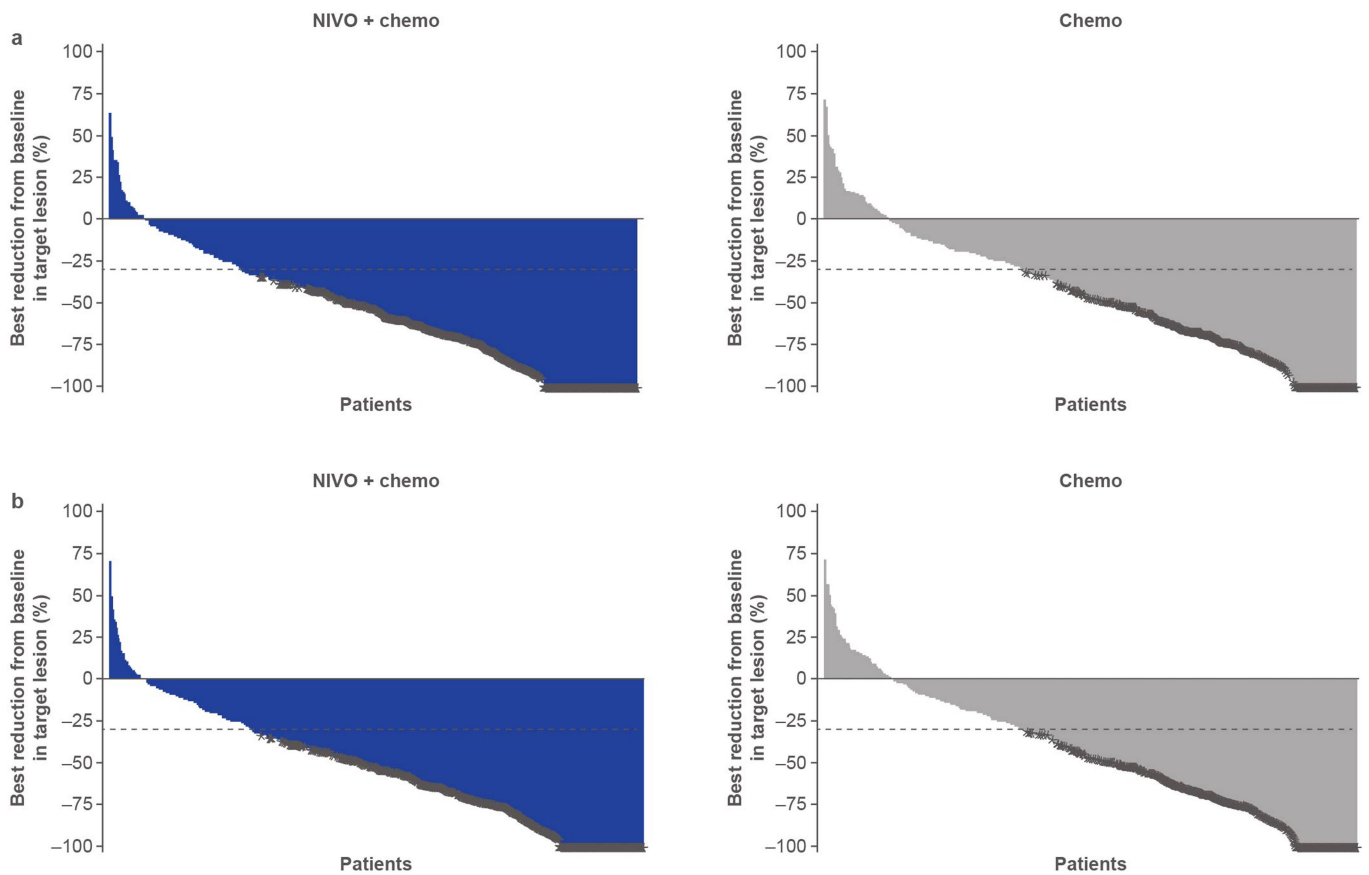 a
NIVO + chemo
Best reduction from baseline
in target lesion (%)
100
75
50
25
0
–25
–50
–75
–100
Patients
Chemo
Best reduction from baseline
in target lesion (%)
100
75
50
25
0
–25
–50
–75
–100
Patients
b
NIVO + chemo
Best reduction from baseline
in target lesion (%)
100
75
50
25
0
–25
–50
–75
–100
Patients
Chemo
Best reduction from baseline
in target lesion (%)
100
75
50
25
0
–25
–50
–75
–100
Patients